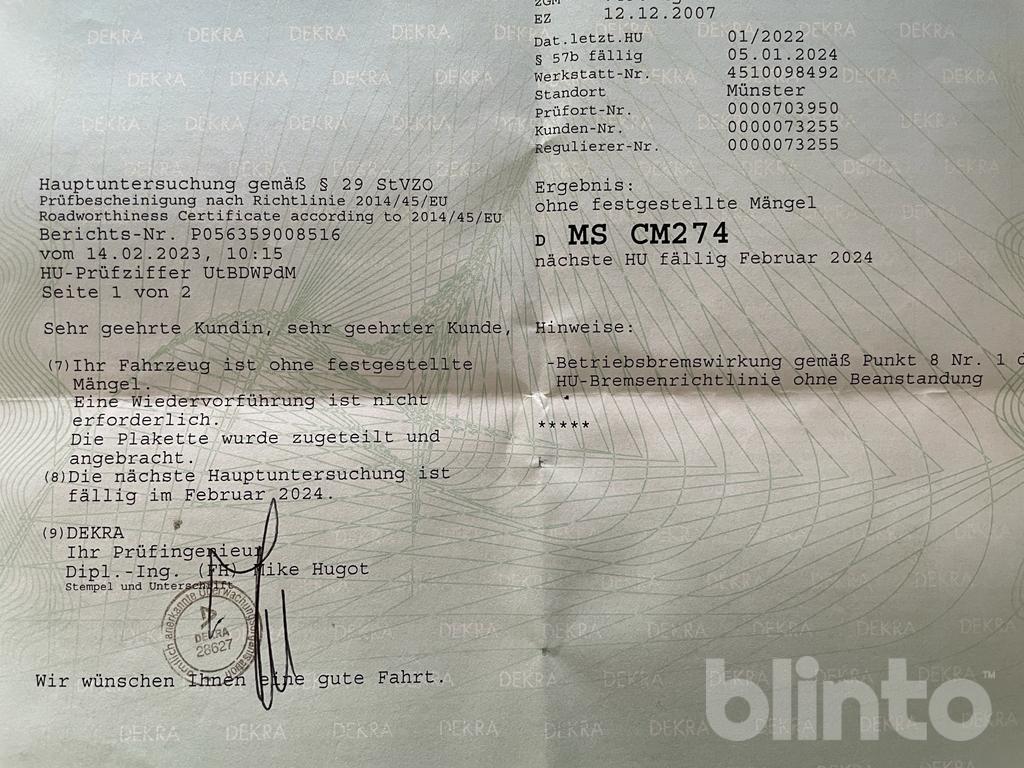 EZ 12.12.2007
Dat.letzt.HU 01/2022
§ 57b fällig 05.01.2024
Werkstatt-Nr. 4510098492
Standort Münster
Prüfort-Nr. 0000703950
Kunden-Nr. 0000073255
Regulierer-Nr. 0000073255
Hauptuntersuchung gemäß § 29 StVZO
Prüfbescheinigung nach Richtlinie 2014/45/EU
Roadworthiness Certificate according to 2014/45/EU
Berichts-Nr. P056359008516
vom 14.02.2023, 10:15
HU-Prüfziffer UtBDWPdM
Seite 1 von 2
Ergebnis:
ohne festgestellte Mängel
D MS CM274
nächste HU fällig Februar 2024
Sehr geehrte Kundin, sehr geehrter Kunde,
(7)Ihr Fahrzeug ist ohne festgestellte
Mängel.
Eine Wiedervorführung ist nicht
erforderlich.
Die Plakette wurde zugeteilt und
angebracht.
(8)Die nächste Hauptuntersuchung ist
fällig im Februar 2024.
Hinweise:
-Betriebsbremswirkung gemäß Punkt 8 Nr. 1 d
HU-Bremsenrichtlinie ohne Beanstandung
*****
(9)DEKRA
Ihr Prüfingenieur
Dipl.-Ing. (FH) Mike Hugot
Stempel und Unterschrift
DEKRA
28627
Wir wünschen Ihnen eine gute Fahrt.
blinto™